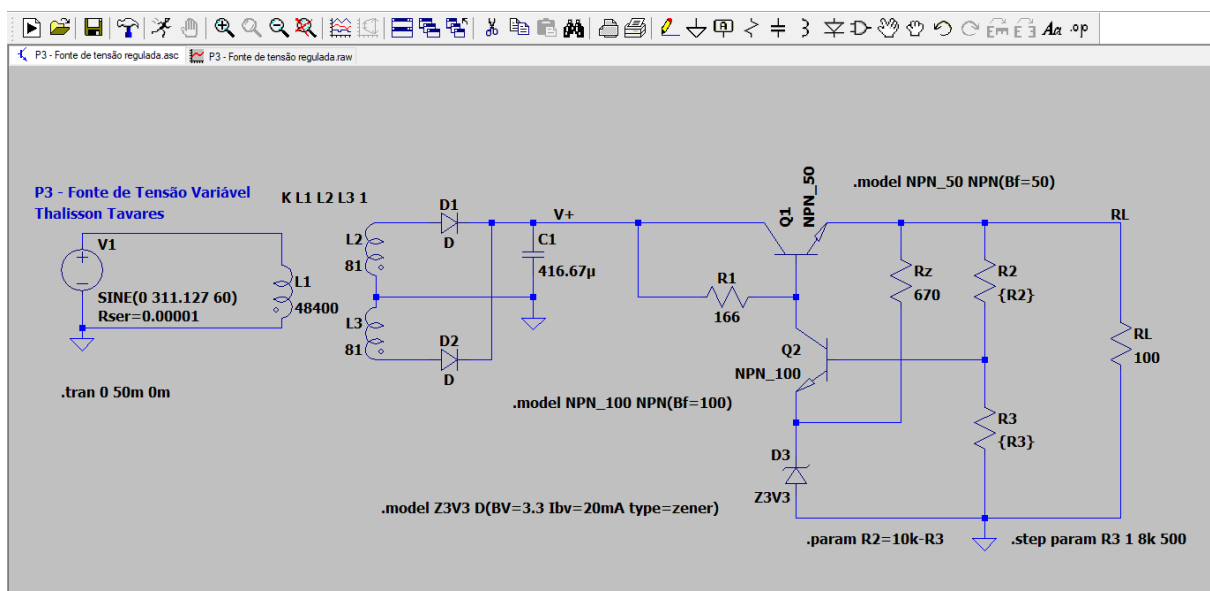 Aa .op
P3 - Fonte de tensão regulada.asc
P3 - Fonte de tensão regulada.raw
P3 - Fonte de Tensão Variável
Thalisson Tavares
K L1 L2 L3 1
V1
SINE(0 311.127 60)
Rser=0.00001
.tran 0 50m 0m
L1
48400
L2
81
L3
81
D1
D
D2
D
V+
C1
416.67µ
.model NPN_100 NPN(Bf=100)
.model Z3V3 D(BV=3.3 Ibv=20mA type=zener)
R1
166
Q1
NPN_50
.model NPN_50 NPN(Bf=50)
Q2
NPN_100
D3
Z3V3
Rz
670
R2
{R2}
R3
{R3}
RL
RL
100
.param R2=10k-R3
.step param R3 1 8k 500